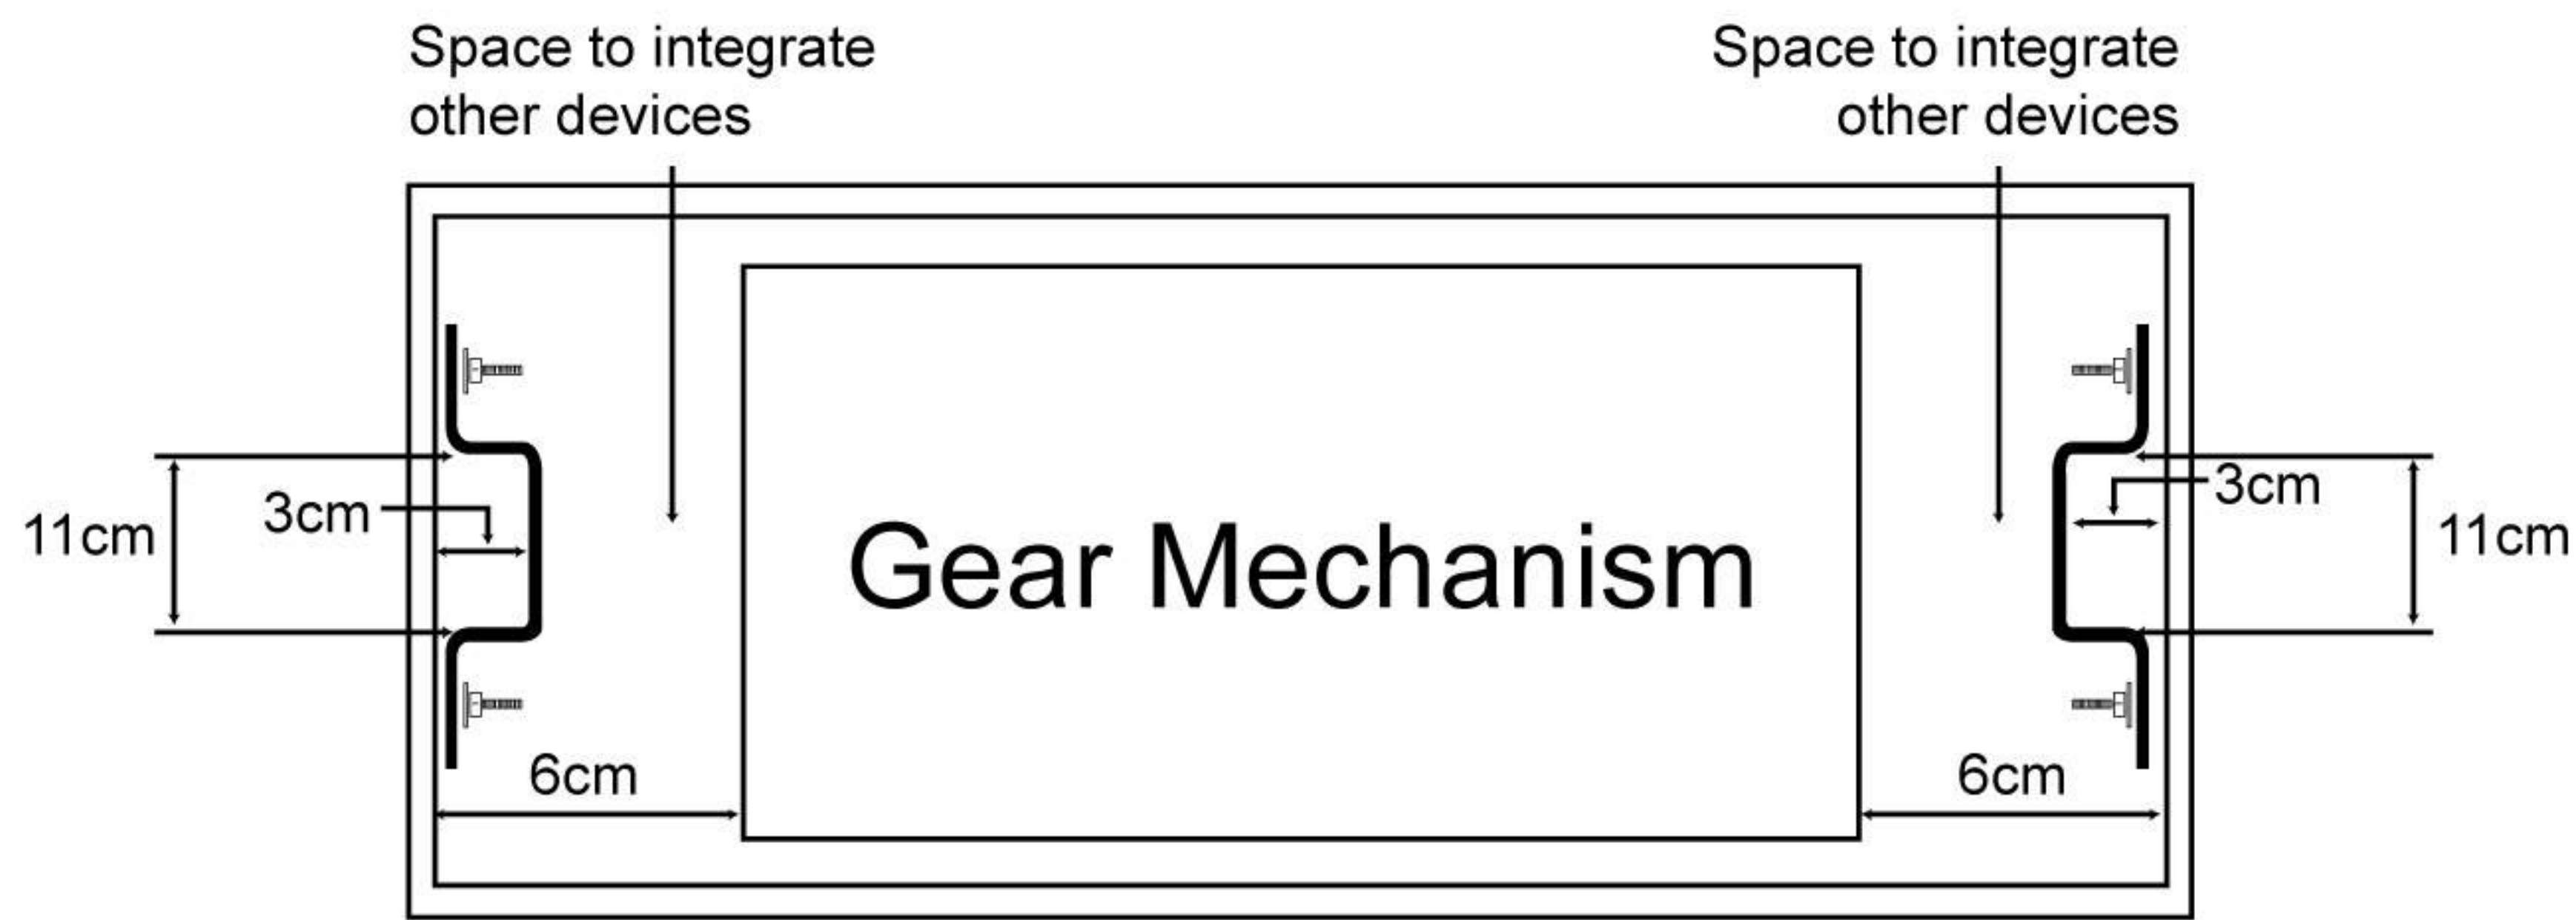 Space to integrate
other devices
Space to integrate
other devices
11cm
3cm
Gear Mechanism
3cm
11cm
6cm
6cm